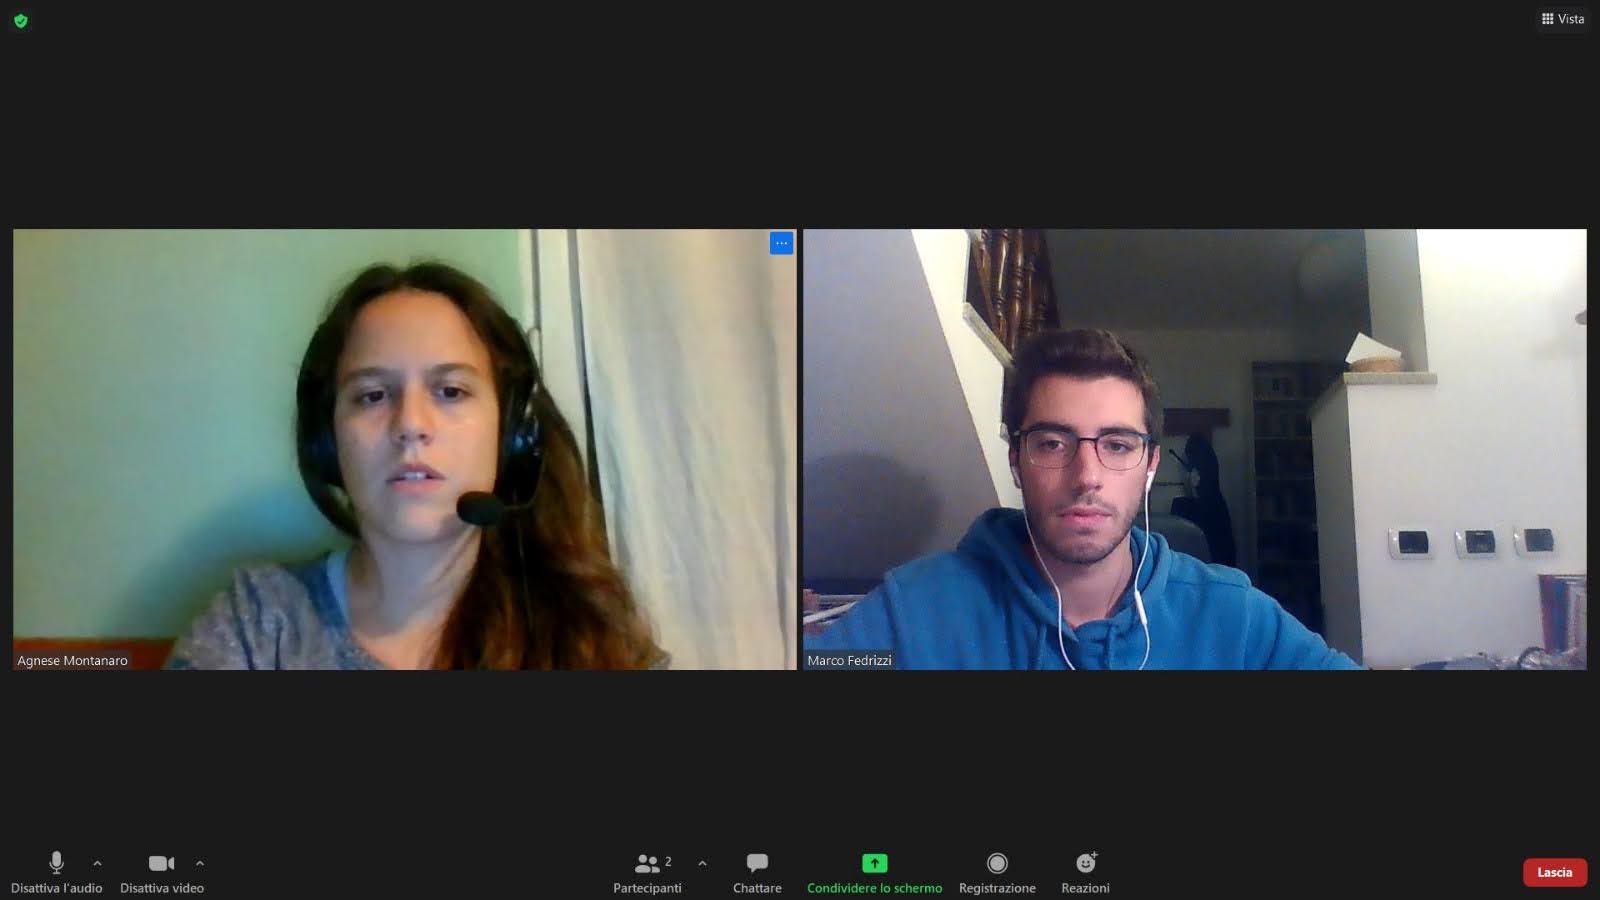 Vista
Agnese Montanaro
Marco Fedrizzi
2
Disattiva l'audio
Disattiva video
Partecipanti
Chattare
Condividere lo schermo
Registrazione
Reazioni
Lascia